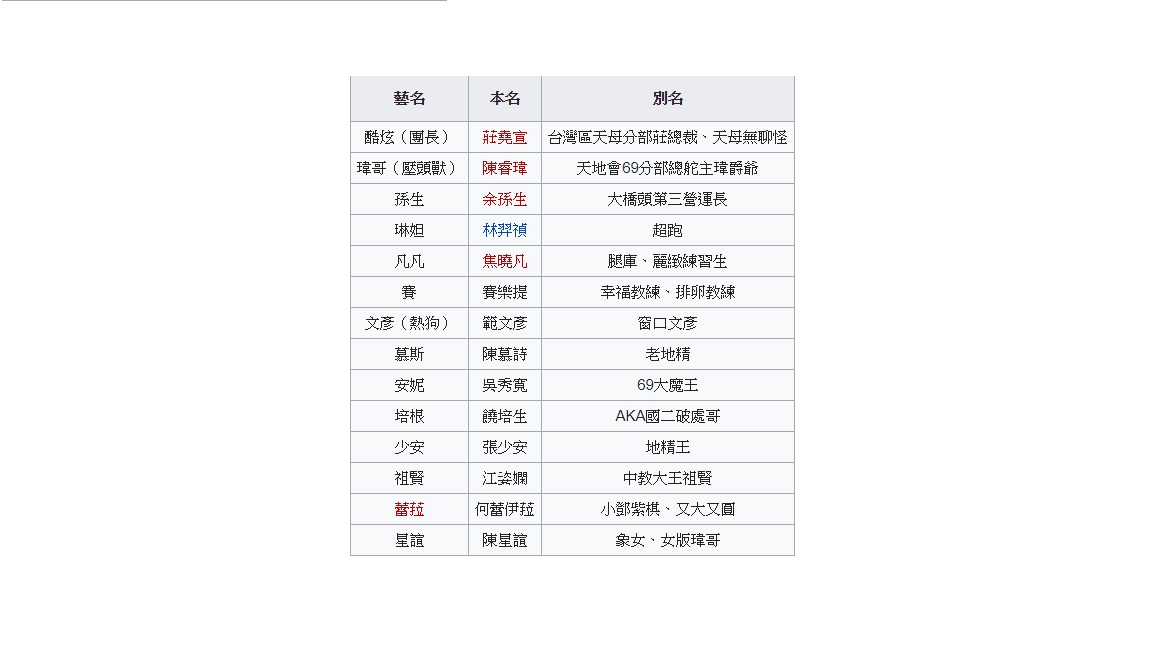 藝名 本名 別名
酷炫（團長） 莊堯宣 台灣區天母分部莊總裁、天母無聊怪
瑋哥（壓頭獸） 陳睿瑋 天地會69分部總舵主瑋爵爺
孫生 余孫生 大橋頭第三營運長
琳妲 林羿禎 超跑
凡凡 焦曉凡 腿庫、麗緻練習生
賽 賽樂提 幸福教練、排卵教練
文彥（熱狗） 範文彥 窗口文彥
慕斯 陳慕詩 老地精
安妮 吳秀寬 69大魔王
培根 饒培生 AKA國二破處哥
少安 張少安 地精王
祖賢 江姿嫻 中教大王祖賢
蕾菈 何蕾伊菈 小鄧紫棋、又大又圓
星誼 陳星誼 象女、女版瑋哥